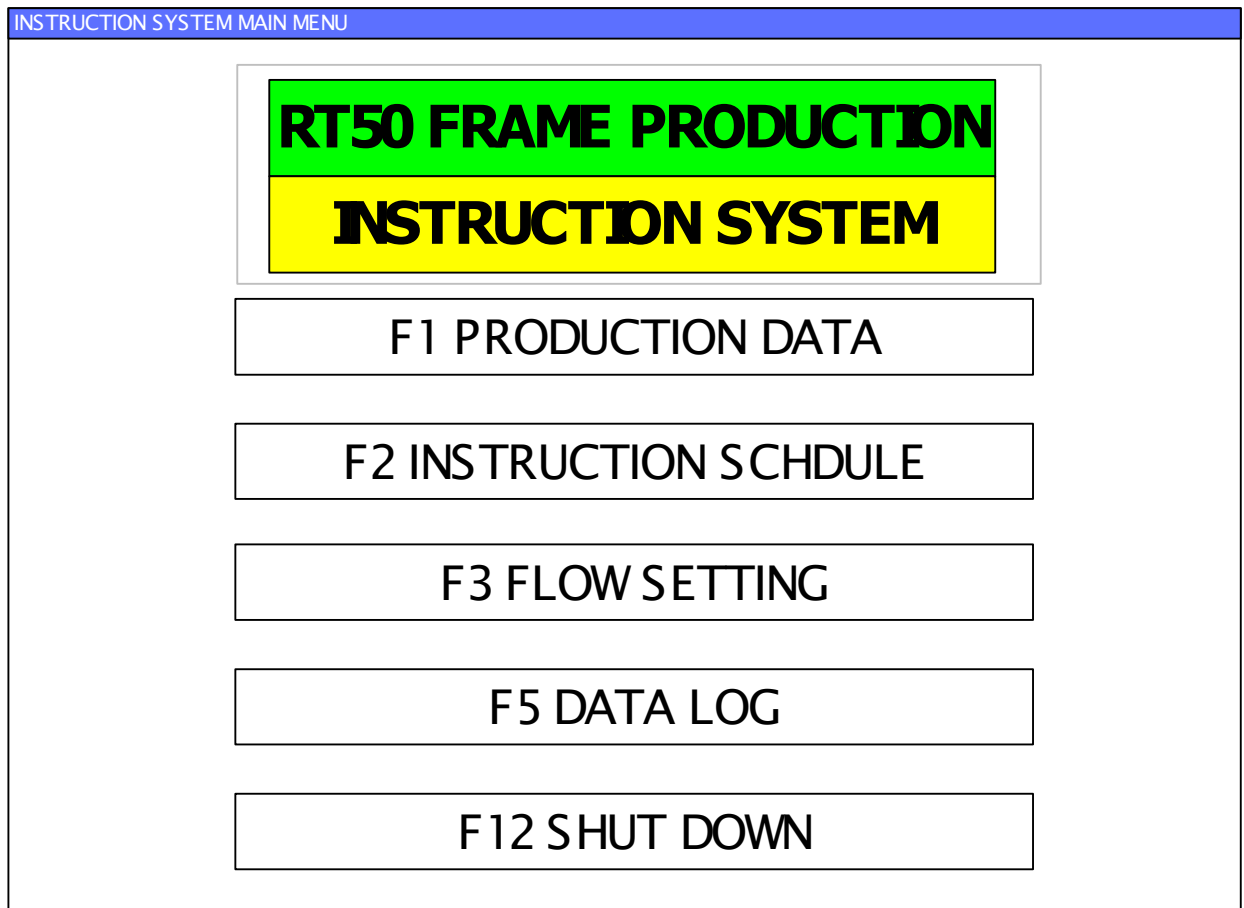 INSTRUCTION SYSTEM MAIN MENU
RT50 FRAME PRODUCTION
INSTRUCTION SYSTEM
F1 PRODUCTION DATA
F2 INSTRUCTION SCHDULE
F3 FLOW SETTING
F5 DATA LOG
F12 SHUT DOWN